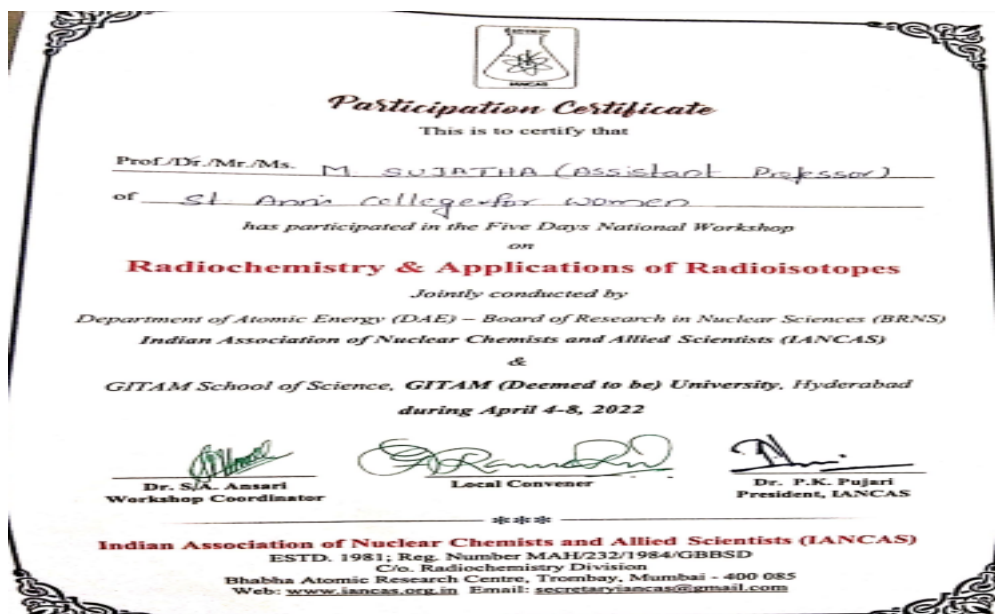 IANCAS
Participation Certificate
This is to certify that
Prof./Dr./Mr./Ms. M. SUJATHA (Assistant Professor)
of St. Ann's College for women
has participated in the Five Days National Workshop
on
Radiochemistry & Applications of Radioisotopes
Jointly conducted by
Department of Atomic Energy (DAE) – Board of Research in Nuclear Sciences (BRNS)
Indian Association of Nuclear Chemists and Allied Scientists (IANCAS)
&
GITAM School of Science, GITAM (Deemed to be) University, Hyderabad
during April 4-8, 2022
Dr. S.A. Ansari Local Convener Dr. P.K. Pujari
Workshop Coordinator President, IANCAS
***
Indian Association of Nuclear Chemists and Allied Scientists (IANCAS)
ESTD. 1981; Reg. Number MAH/232/1984/GBBSD
C/o. Radiochemistry Division
Bhabha Atomic Research Centre, Trombay, Mumbai - 400 085
Web: www.iancas.org.in Email: secretaryiancas@gmail.com